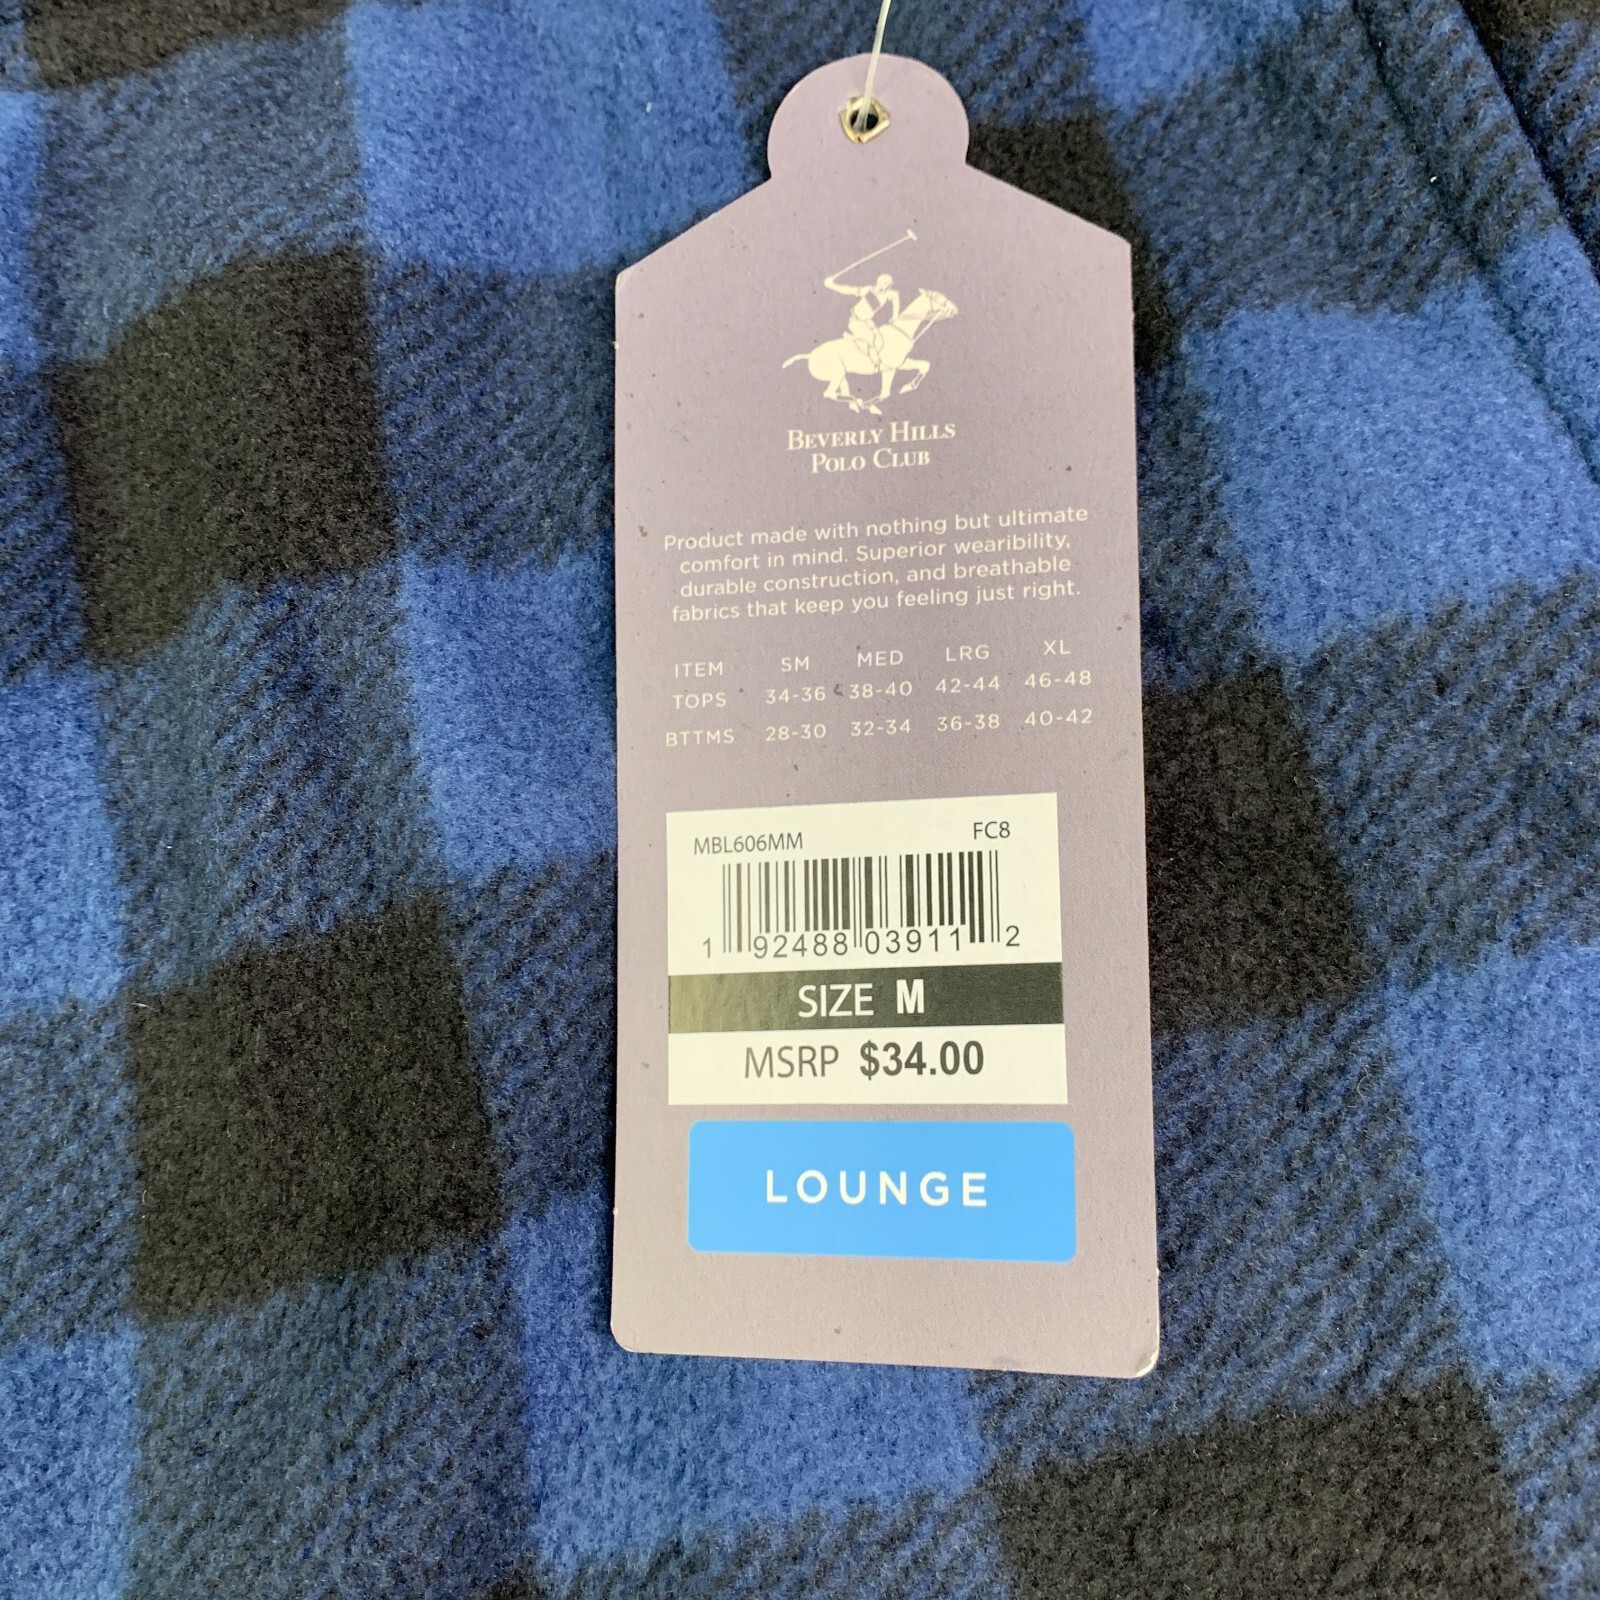 BEVERLY HILLS
POLO CLUB
Product made with nothing but ultimate
comfort in mind. Superior wearibility,
durable construction, and breathable
fabrics that keep you feeling just right.
ITEM SM MED LRG XL
TOPS 34-36 38-40 42-44 46-48
BTTMS 28-30 32-34 36-38 40-42
MBL606MM FC8
1 92488 03911 2
SIZE M
MSRP $34.00
LOUNGE